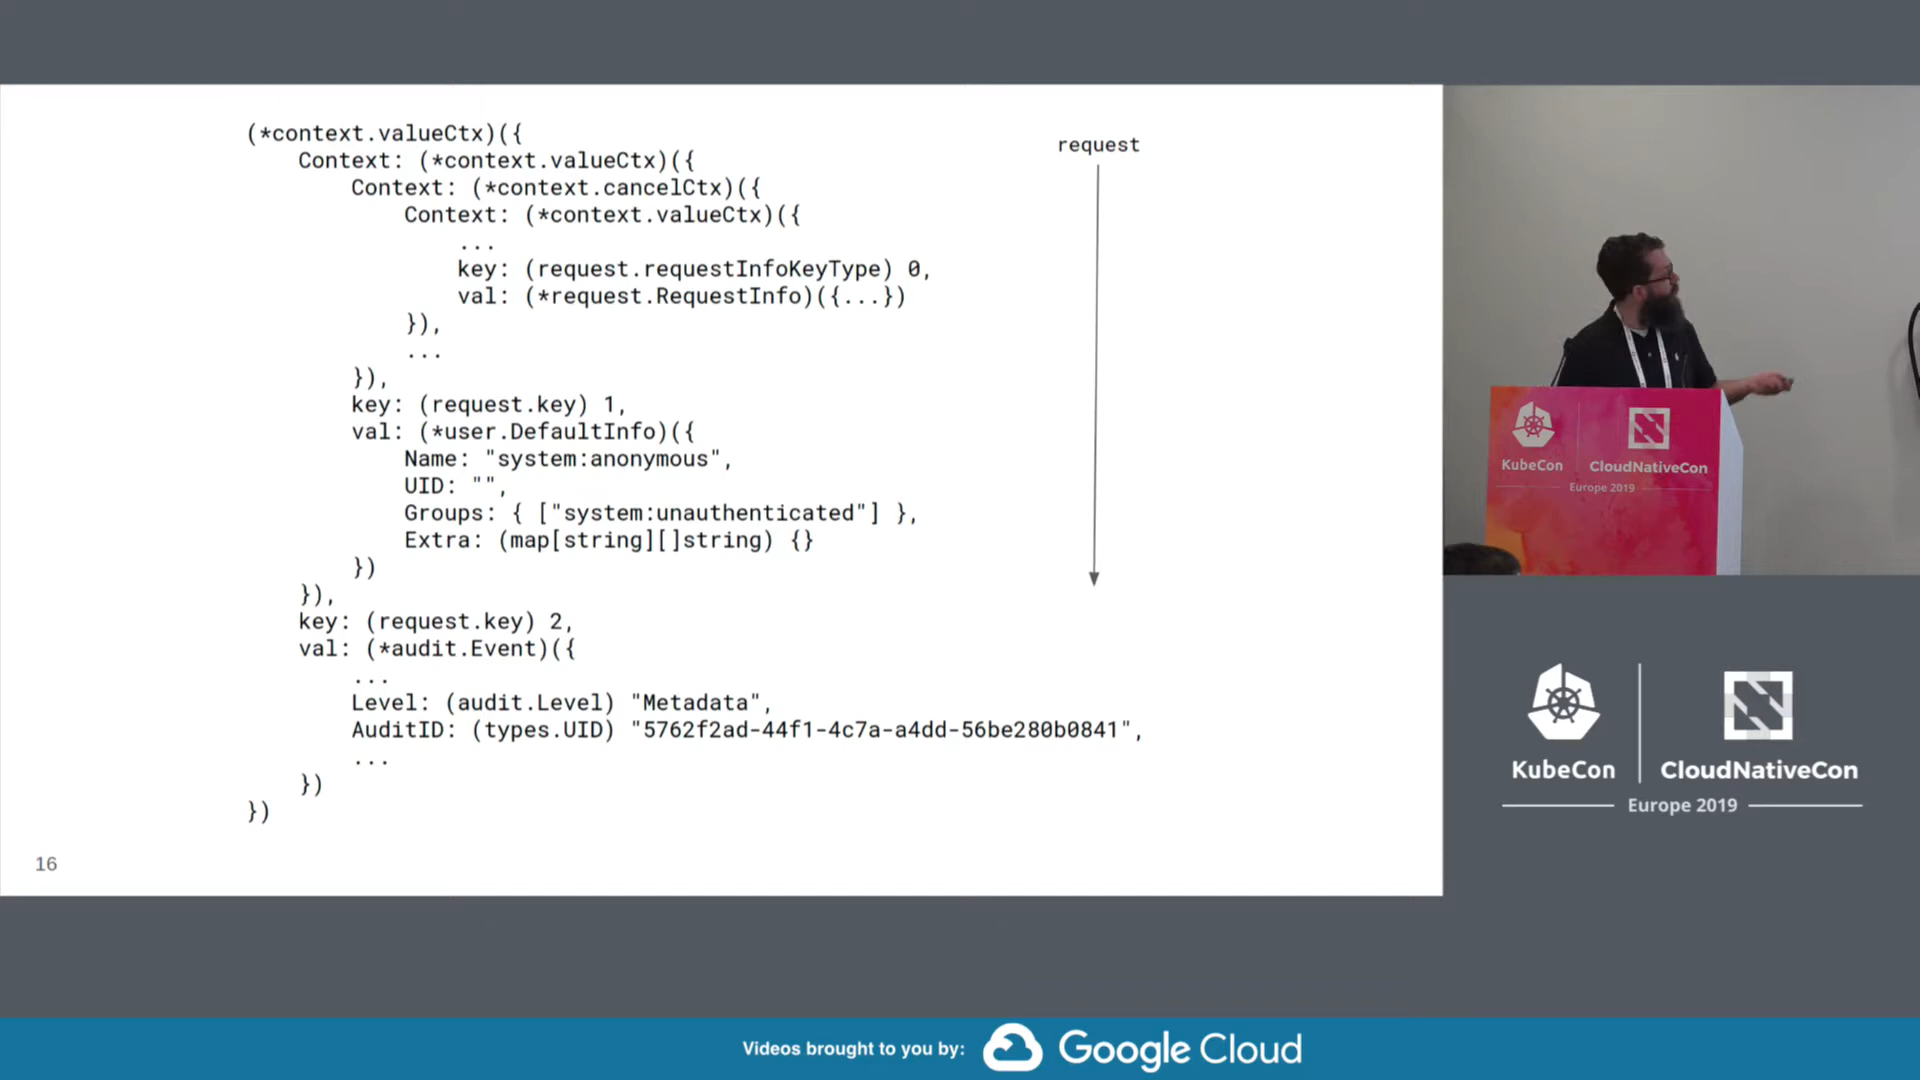 (*context.valueCtx)({
Context: (*context.valueCtx)({
Context: (*context.cancelCtx)({
Context: (*context.valueCtx)({
...
key: (request.requestInfoKeyType) 0,
val: (*request.RequestInfo)({...})
}),
...
}),
key: (request.key) 1,
val: (*user.DefaultInfo)({
Name: "system:anonymous",
UID: "",
Groups: { ["system:unauthenticated"] },
Extra: (map[string][]string) {}
})
}),
key: (request.key) 2,
val: (*audit.Event)({
...
Level: (audit.Level) "Metadata",
AuditID: (types.UID) "5762f2ad-44f1-4c7a-a4dd-56be280b0841",
...
})
})
request
16
KubeCon
CloudNativeCon
Europe 2019
KubeCon
CloudNativeCon
Europe 2019
Videos brought to you by:
Google Cloud